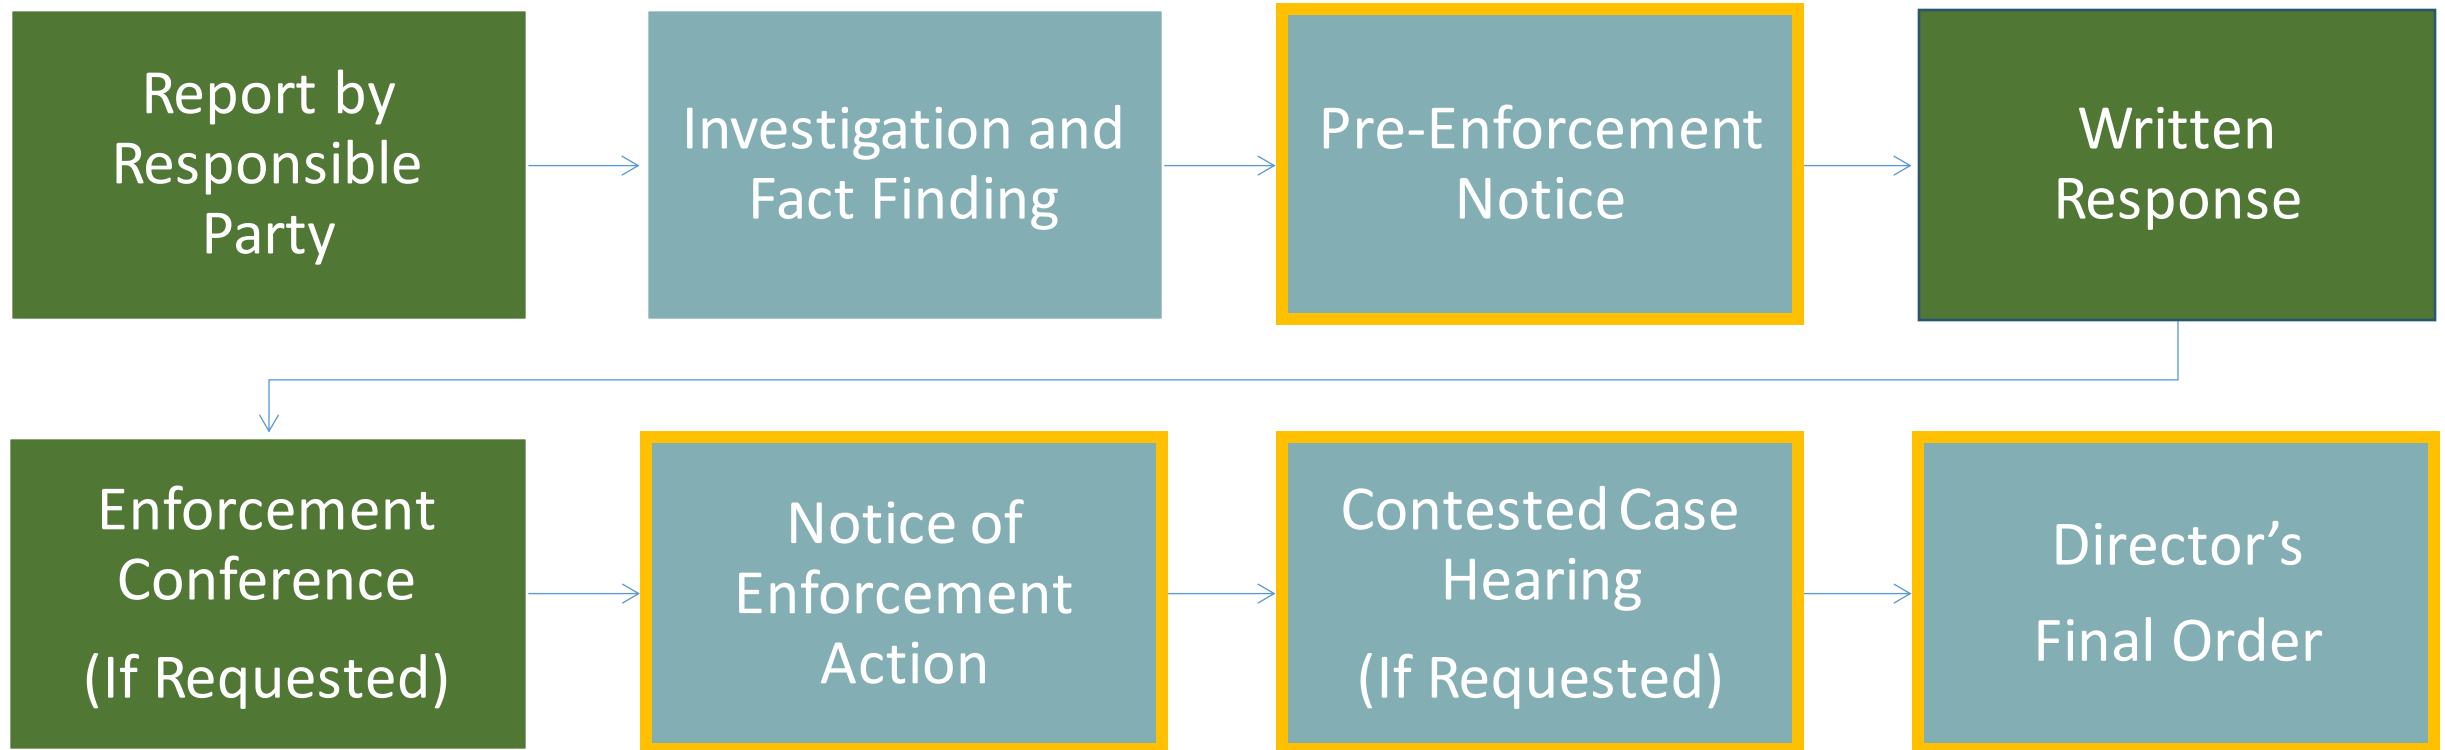 Report by
Responsible
Party
Investigation and
Fact Finding
Pre-Enforcement
Notice
Written
Response
Enforcement
Conference
(If Requested)
Notice of
Enforcement
Action
Contested Case
Hearing
(If Requested)
Director’s
Final Order